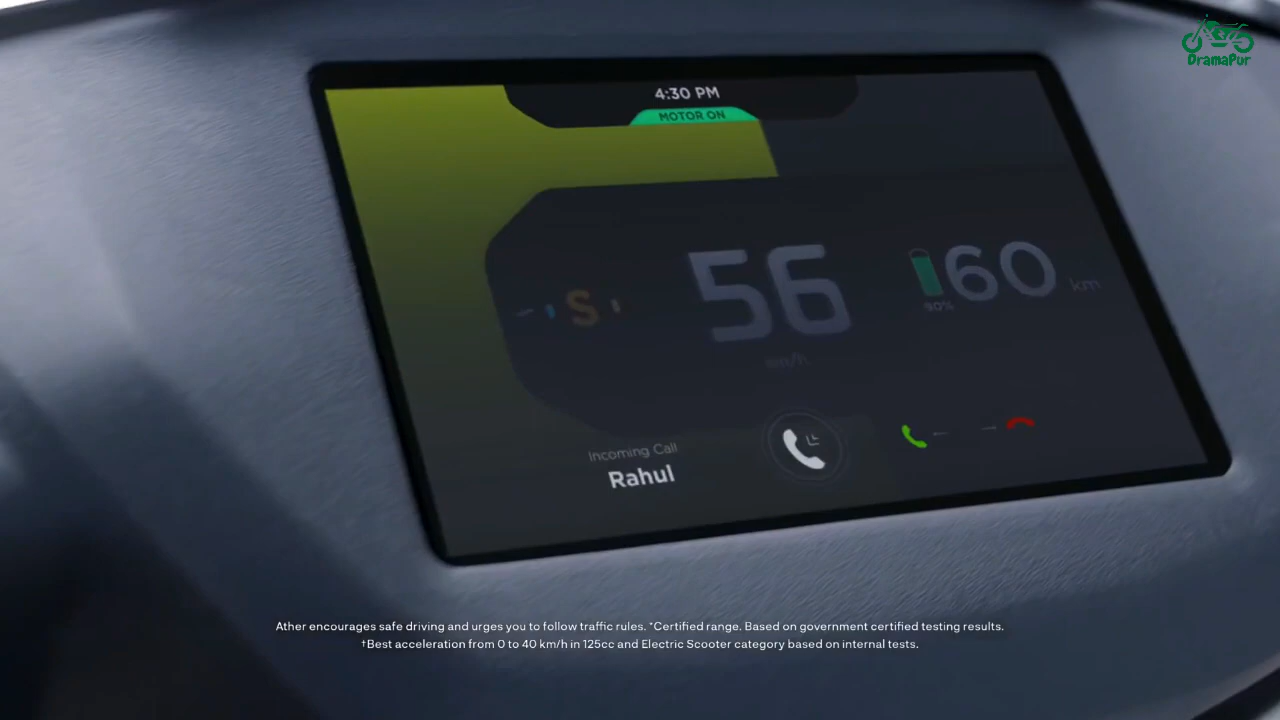 DramaPur
4:30 PM
MOTOR ON
S
56
km/h
60
km
90%
Incoming Call
Rahul
Ather encourages safe driving and urges you to follow traffic rules. *Certified range. Based on government certified testing results.
†Best acceleration from 0 to 40 km/h in 125cc and Electric Scooter category based on internal tests.